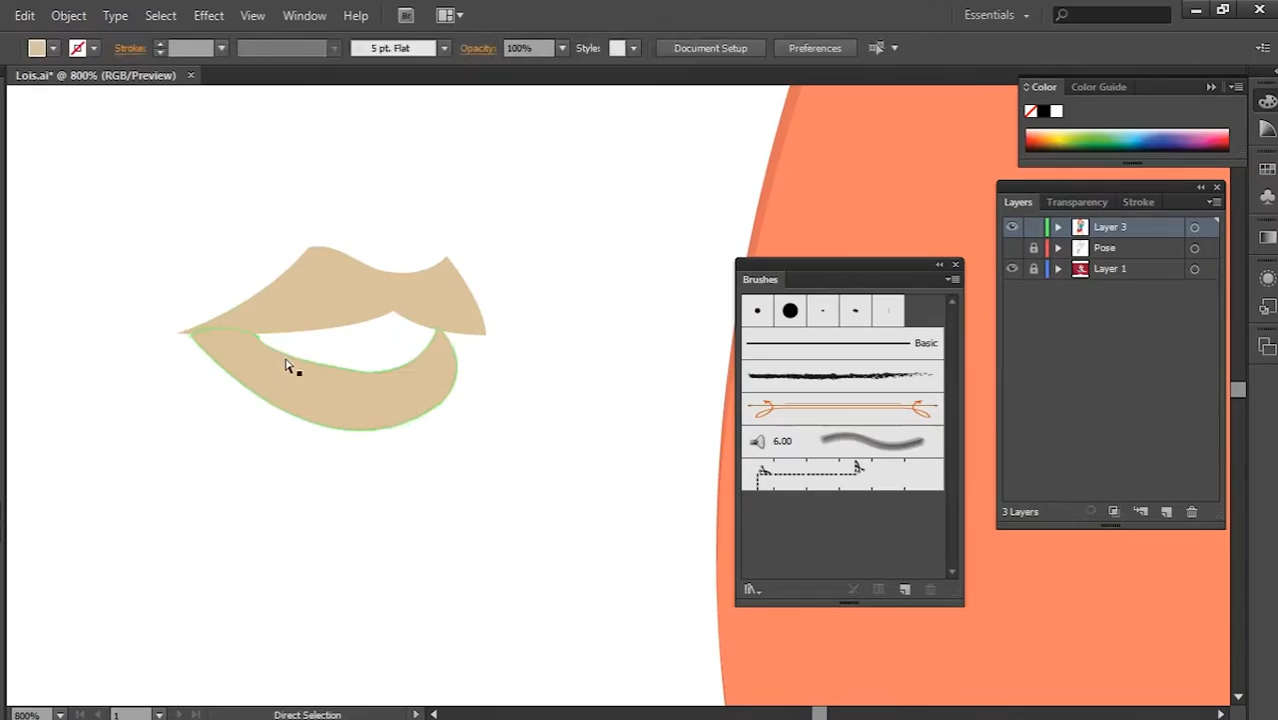 Edit Object Type Select Effect View Window Help Br Essentials
Stroke: 5 pt. Flat Opacity: 100% Style: Document Setup Preferences
Lois.ai* @ 800% (RGB/Preview)
Color Color Guide
Layers Transparency Stroke
Layer 3
Pose
Layer 1
3 Layers
Brushes
Basic
6.00
800% 1 Direct Selection